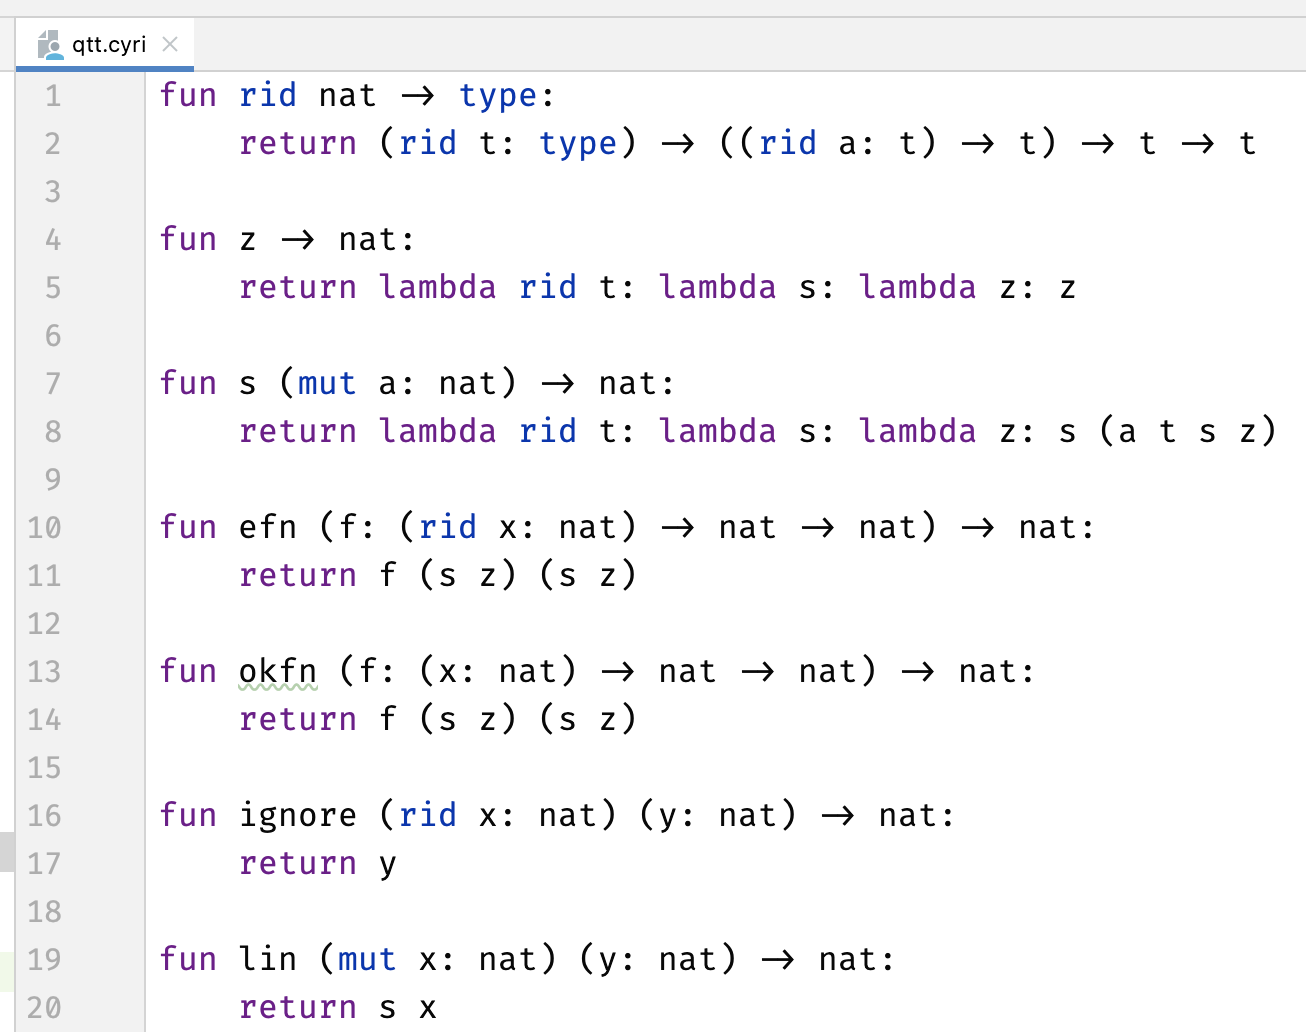 qtt.cyri
1 fun rid nat → type:
2     return (rid t: type) → ((rid a: t) → t) → t → t
3
4 fun z → nat:
5     return lambda rid t: lambda s: lambda z: z
6
7 fun s (mut a: nat) → nat:
8     return lambda rid t: lambda s: lambda z: s (a t s z)
9
10 fun efn (f: (rid x: nat) → nat → nat) → nat:
11     return f (s z) (s z)
12
13 fun okfn (f: (x: nat) → nat → nat) → nat:
14     return f (s z) (s z)
15
16 fun ignore (rid x: nat) (y: nat) → nat:
17     return y
18
19 fun lin (mut x: nat) (y: nat) → nat:
20     return s x